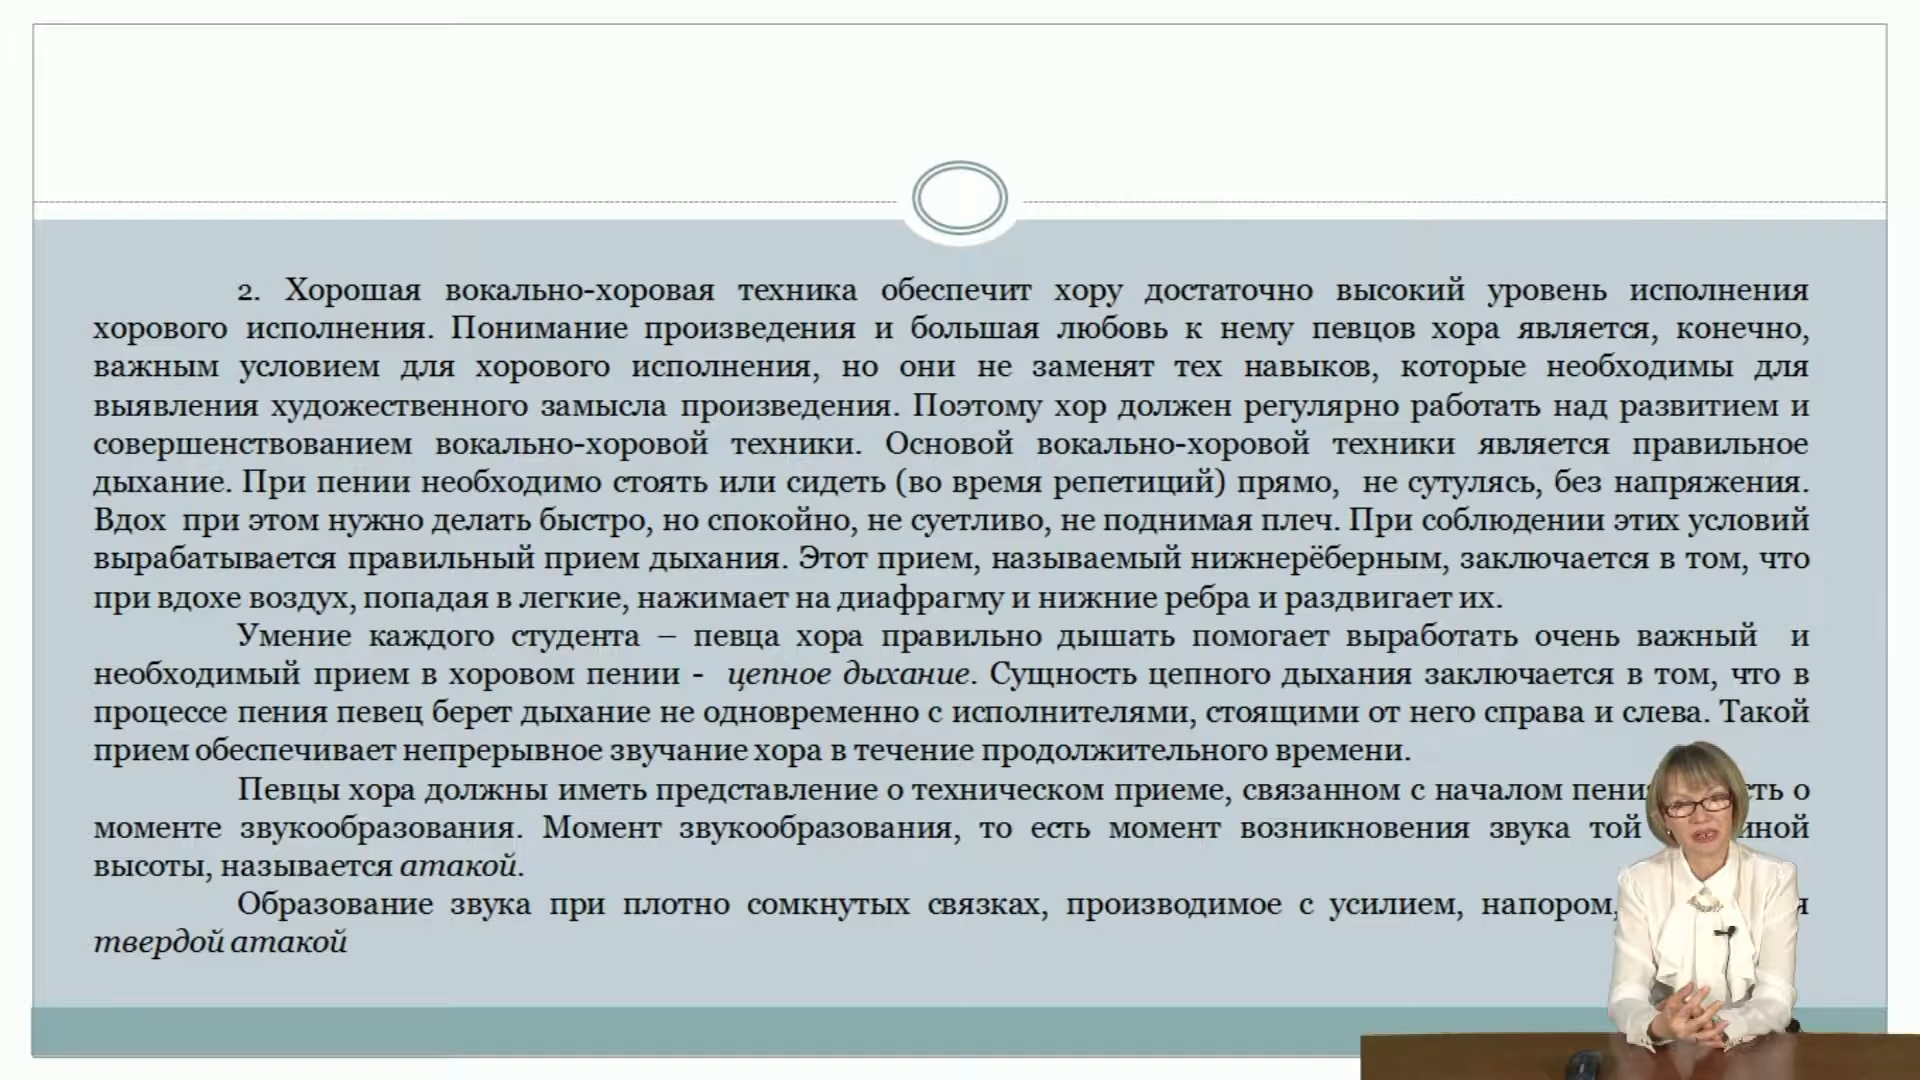 2. Хорошая вокально-хоровая техника обеспечит хору достаточно высокий уровень исполнения
хорового исполнения. Понимание произведения и большая любовь к нему певцов хора является, конечно,
важным условием для хорового исполнения, но они не заменят тех навыков, которые необходимы для
выявления художественного замысла произведения. Поэтому хор должен регулярно работать над развитием и
совершенствованием вокально-хоровой техники. Основой вокально-хоровой техники является правильное
дыхание. При пении необходимо стоять или сидеть (во время репетиций) прямо, не сутулясь, без напряжения.
Вдох при этом нужно делать быстро, но спокойно, не суетливо, не поднимая плеч. При соблюдении этих условий
вырабатывается правильный прием дыхания. Этот прием, называемый нижнерёберным, заключается в том, что
при вдохе воздух, попадая в легкие, нажимает на диафрагму и нижние ребра и раздвигает их.
Умение каждого студента – певца хора правильно дышать помогает выработать очень важный и
необходимый прием в хоровом пении - цепное дыхание. Сущность цепного дыхания заключается в том, что в
процессе пения певец берет дыхание не одновременно с исполнителями, стоящими от него справа и слева. Такой
прием обеспечивает непрерывное звучание хора в течение продолжительного времени.
Певцы хора должны иметь представление о техническом приеме, связанном с началом о
моменте звукообразования. Момент звукообразования, то есть момент возникновения звука той
высоты, называется атакой.
Образование звука при плотно сомкнутых связках, производимое с усилием, напором,
твердой атакой